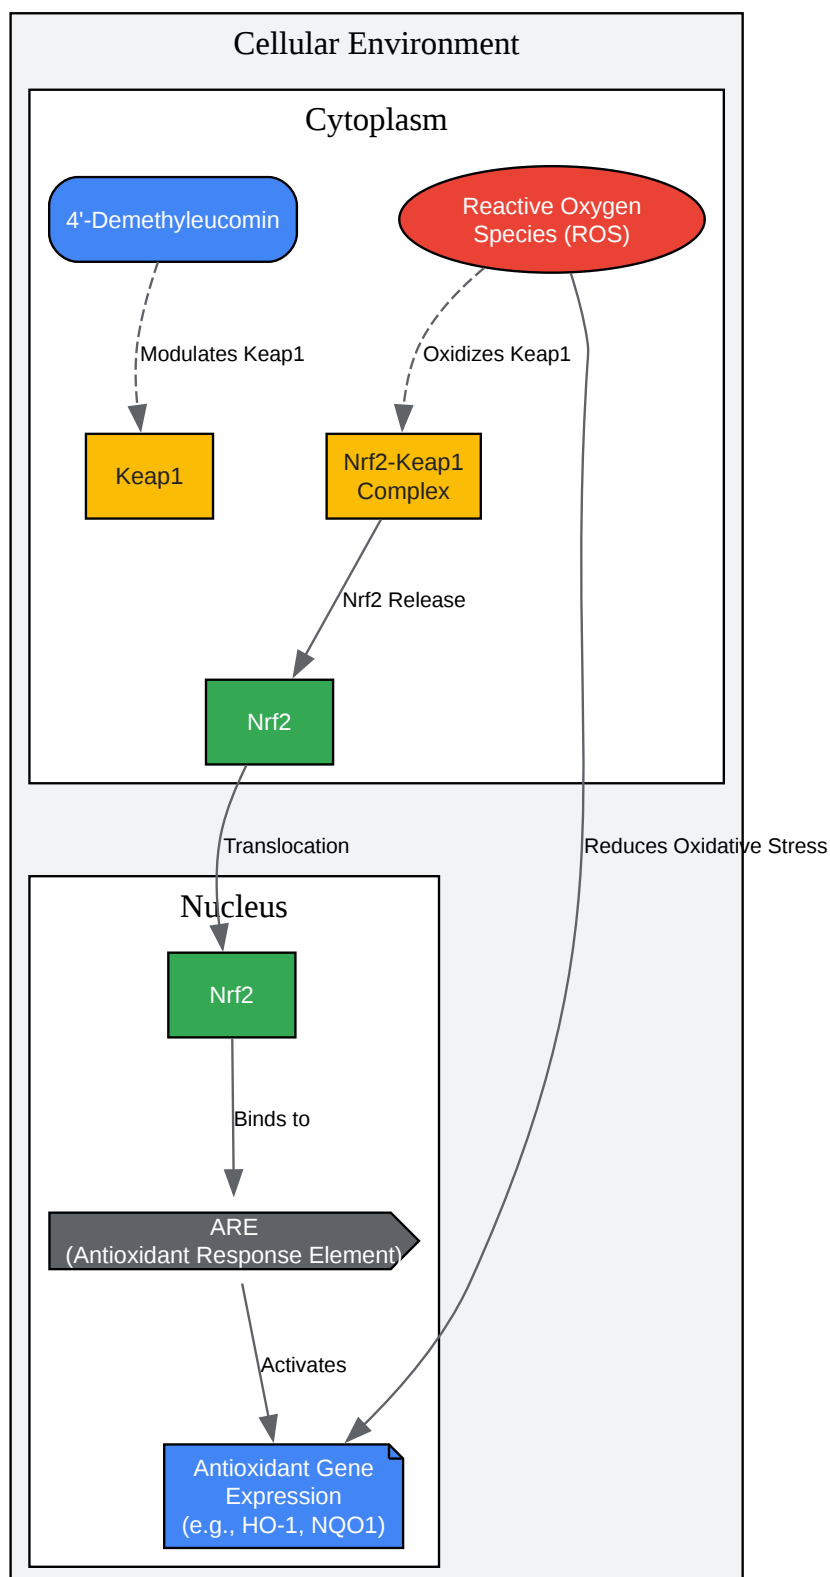 Cellular Environment
Cytoplasm
4'-Demethyleucomin
Reactive Oxygen
Species (ROS)
Modulates Keap1
Oxidizes Keap1
Keap1
Nrf2-Keap1
Complex
Nrf2 Release
Nrf2
Translocation
Reduces Oxidative Stress
Nucleus
Nrf2
Binds to
ARE
(Antioxidant Response Element)
Activates
Antioxidant Gene
Expression
(e.g., HO-1, NQO1)